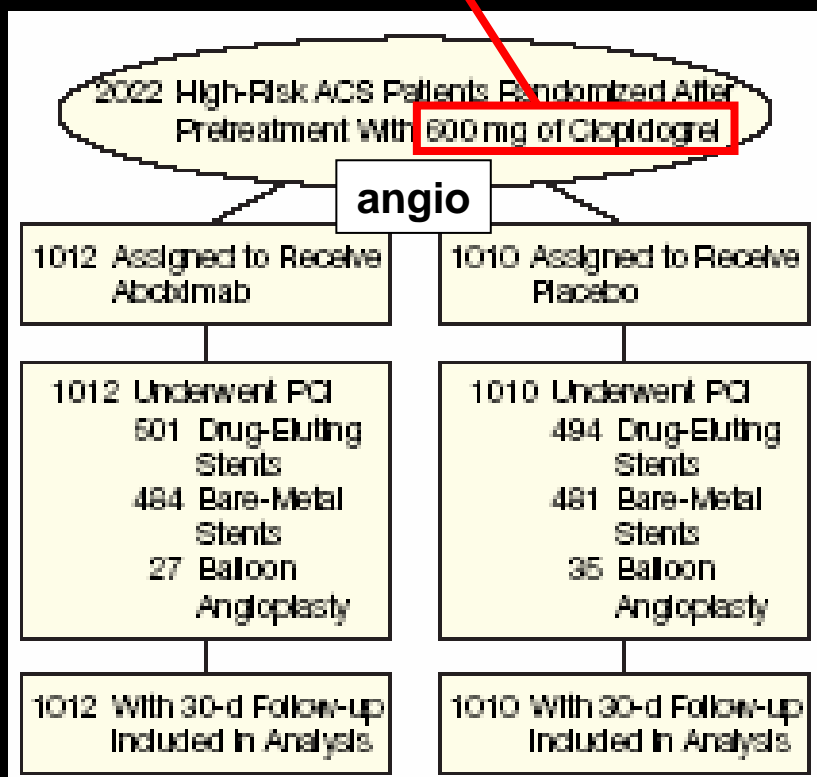 2022 High-Risk ACS Patients Randomized After
Pretreatment With 600 mg of Clopidogrel
angio
1012 Assigned to Receive
Abciximab
1010 Assigned to Receive
Placebo
1012 Underwent PCI
501 Drug-Eluting
Stents
484 Bare-Metal
Stents
27 Balloon
Angioplasty
1010 Underwent PCI
494 Drug-Eluting
Stents
481 Bare-Metal
Stents
35 Balloon
Angioplasty
1012 With 30-d Follow-up
Included in Analysis
1010 With 30-d Follow-up
Included in Analysis